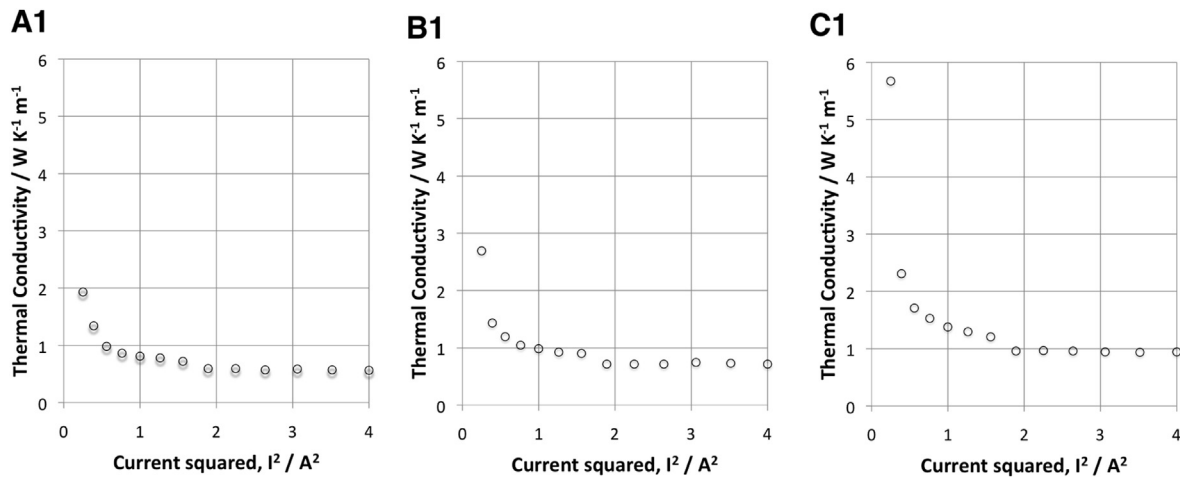 A1
B1
C1
Thermal Conductivity / W K⁻¹ m⁻¹
6
5
4
3
2
1
0
0 1 2 3 4
Current squared, I² / A²
Thermal Conductivity / W K⁻¹ m⁻¹
6
5
4
3
2
1
0
0 1 2 3 4
Current squared, I² / A²
Thermal Conductivity / W K⁻¹ m⁻¹
6
5
4
3
2
1
0
0 1 2 3 4
Current squared, I² / A²